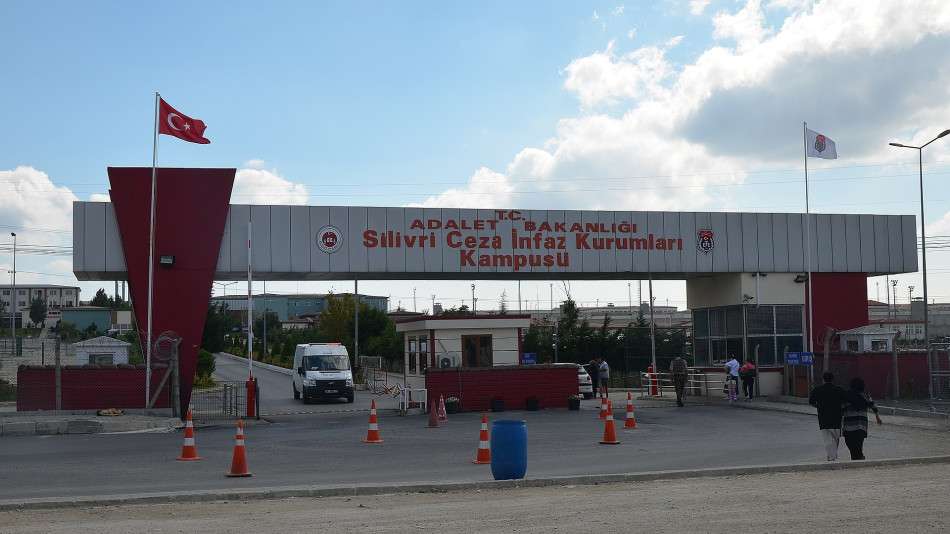 T.C.
ADALET BAKANLIĞI
Silivri Ceza İnfaz Kurumları
Kampüsü